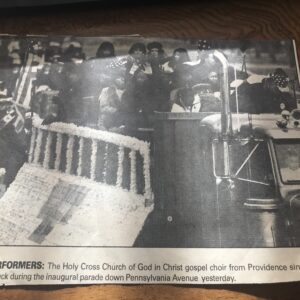 RFORMERS: The Holy Cross Church of God in Christ gospel choir from Providence sin
ck during the inaugural parade down Pennsylvania Avenue yesterday.